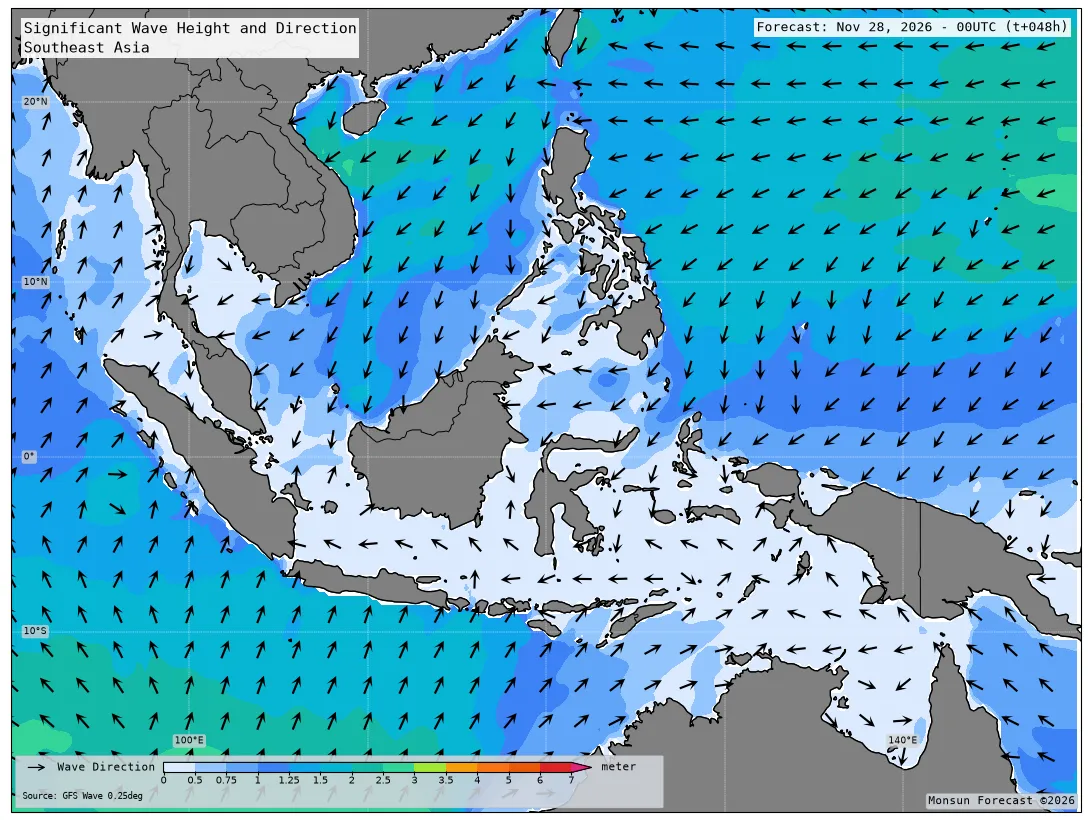 Significant Wave Height and Direction
Southeast Asia
Forecast: Nov 28, 2026 - 00UTC (t+048h)
20°N
10°N
0°
10°S
100°E
140°E
Wave Direction
meter
0 0.5 0.75 1 1.25 1.5 2 2.5 3 3.5 4 5 6 7
Source: GFS Wave 0.25deg
Monsun Forecast ©2026